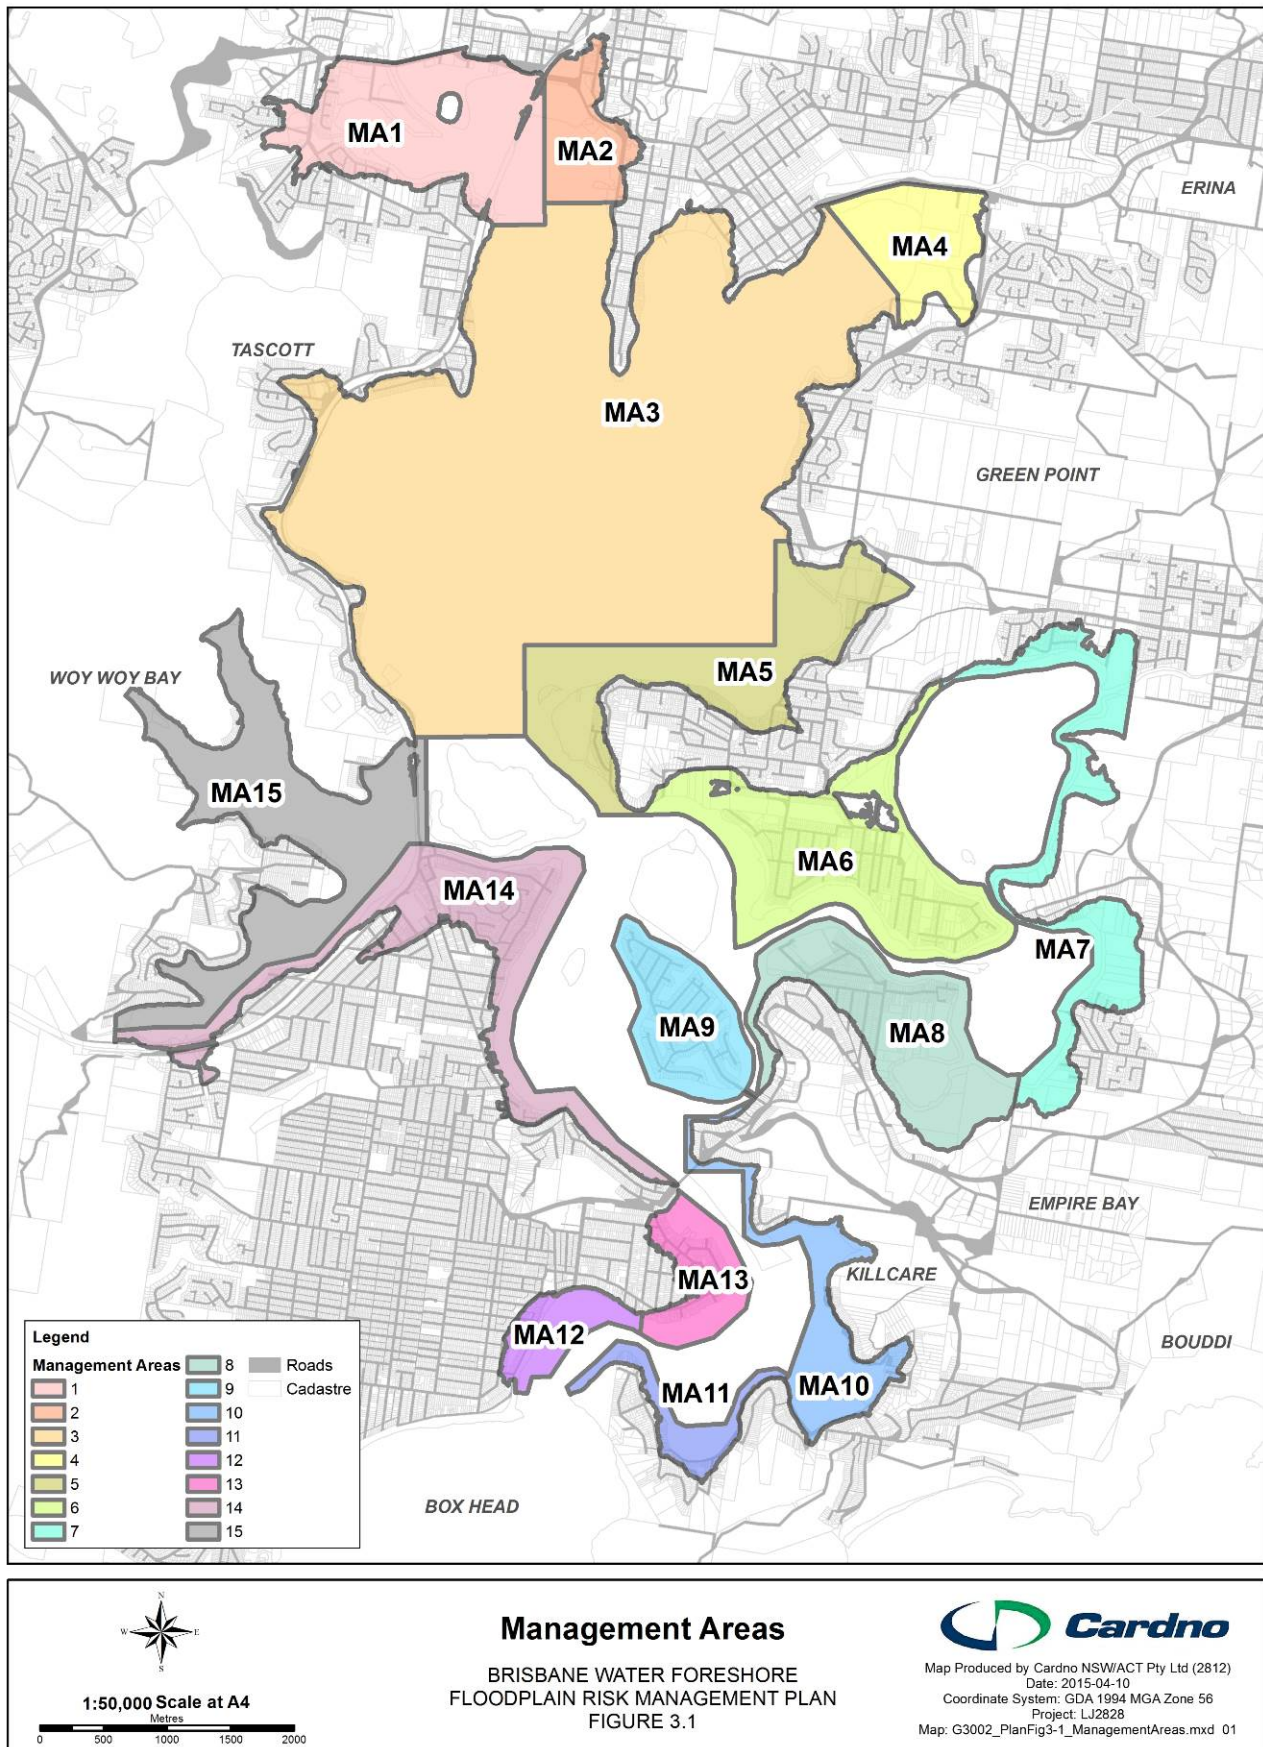 MA1
MA2
ERINA
MA4
TASCOTT
MA3
GREEN POINT
WOY WOY BAY
MA5
MA15
MA6
MA14
MA7
MA9
MA8
EMPIRE BAY
MA13
KILLCARE
MA12
BOUDDI
MA11
MA10
BOX HEAD
Legend
Management Areas
1
2
3
4
5
6
7
8
9
10
11
12
13
14
15
Roads
Cadastre
N
W E
S
1:50,000 Scale at A4
Metres
0 500 1000 1500 2000
Management Areas
BRISBANE WATER FORESHORE
FLOODPLAIN RISK MANAGEMENT PLAN
FIGURE 3.1
Cardno
Map Produced by Cardno NSW/ACT Pty Ltd (2812)
Date: 2015-04-10
Coordinate System: GDA 1994 MGA Zone 56
Project: LJ2828
Map: G3002_PlanFig3-1_ManagementAreas.mxd 01